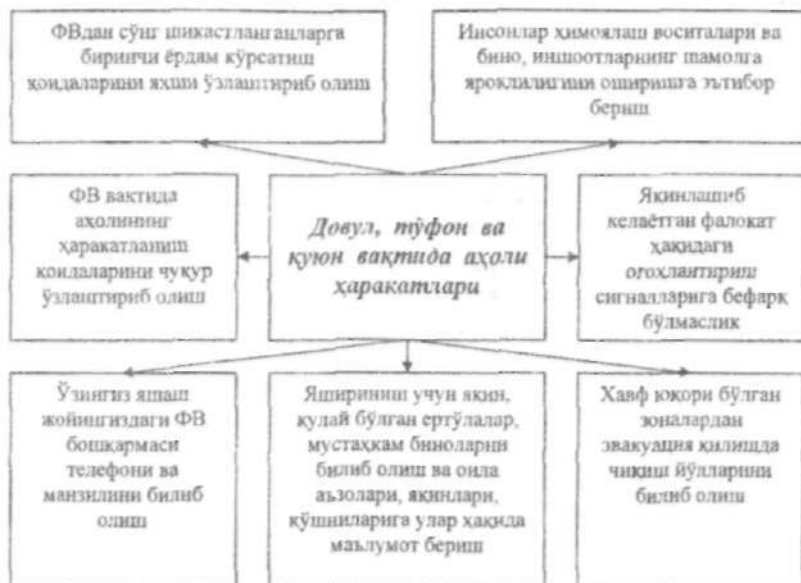 ФВдан сўнг шикастланганларга
биринчи ёрдам кўрсатиш
қоидаларини яхши ўзлаштириб олиш
Инсонлар ҳимоялаш воситалари ва
бино, иншоотларнинг шамолга
яроқлилигини оширишга эътибор
бериш
ФВ вақтида
аҳолининг
ҳаракатланиш
қоидаларини чуқур
ўзлаштириб олиш
Довул, тўфон ва
қуюн вақтида аҳоли
ҳаракатлари
Яқинлашиб
келаётган фалокат
ҳақидаги
огоҳлантириш
сигналларига бефарқ
бўлмаслик
Ўзингиз яшаш
жойингиздаги ФВ
бошқармаси
телефони ва
манзилини билиб
олиш
Яшириниш учун яқин,
қулай бўлган ертўлалар,
мустаҳкам биноларни
билиб олиш ва оила
аъзолари, яқинлари,
қўшниларига улар ҳақида
маълумот бериш
Хавф юқори бўлган
зоналардан
эвакуация қилишда
чиқиш йўлларини
билиб олиш